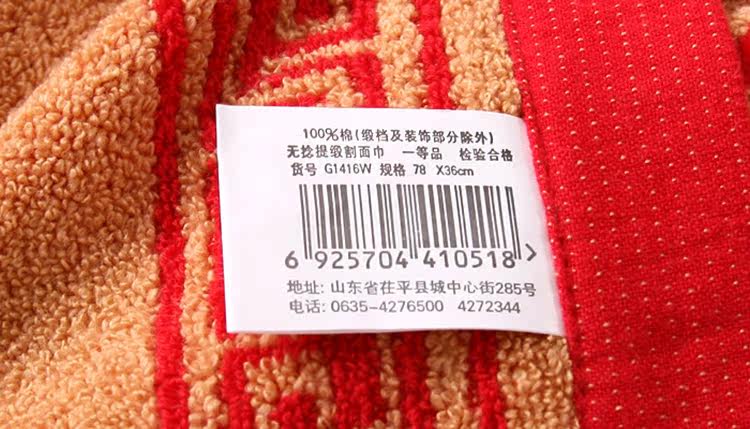 100%棉(缎档及装饰部分除外)
无捻提缎割面巾 一等品 检验合格
货号 G1416W 规格 78 X36cm
6 925704 410518 >
地址: 山东省茌平县城中心街285号
电话: 0635-4276500 4272344